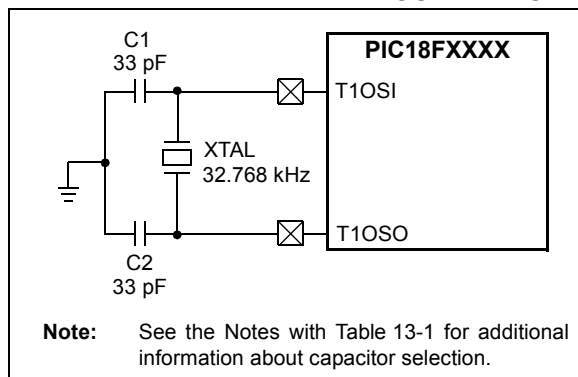 C1
33 pF
PIC18FXXXX
T1OSI
XTAL
32.768 kHz
T1OSO
C2
33 pF
Note: See the Notes with Table 13-1 for additional
information about capacitor selection.